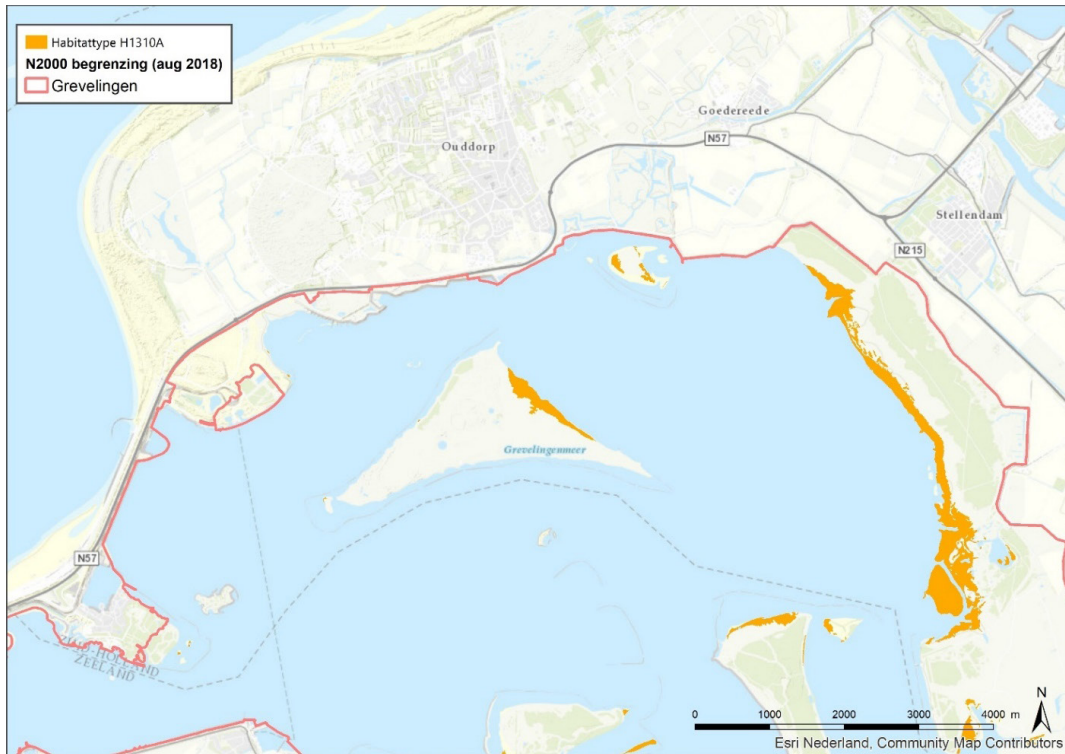 Habitattype H1310A
N2000 begrenzing (aug 2018)
Grevelingen
Goedereede
N57
Ouddorp
Stellendam
N215
Grevelingenmeer
N57
ZUID-HOLLAND
ZEELAND
N
0 1000 2000 3000 4000 m
Esri Nederland, Community Map Contributors